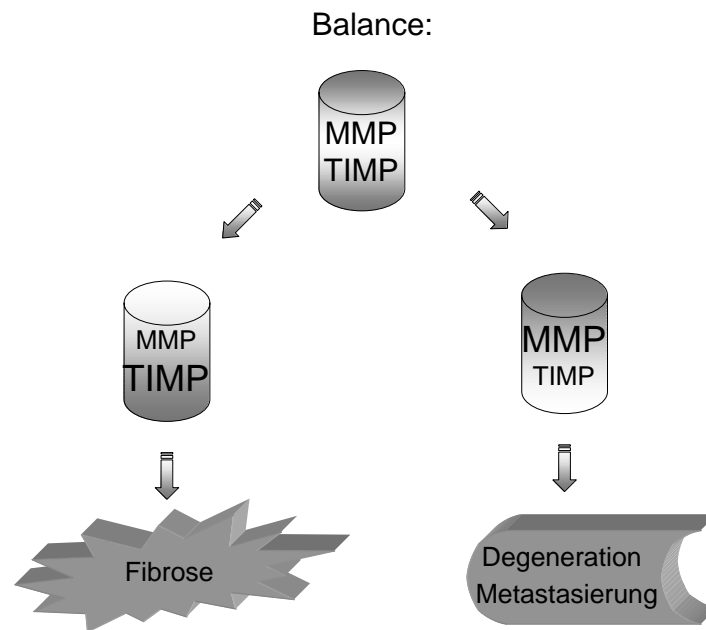 Balance:
MMP
TIMP
MMP
TIMP
MMP
TIMP
Fibrose
Degeneration
Metastasierung